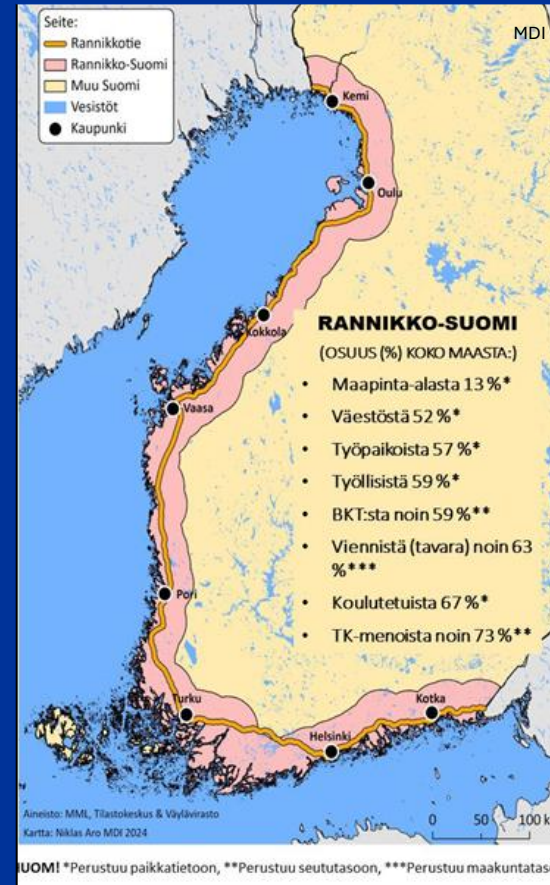 Seite:
Rannikkotie
Rannikko-Suomi
Muu Suomi
Vesistöt
Kaupunki
MDI
Kemi
Oulu
Kokkola
RANNIKKO-SUOMI
(OSUUS (%) KOKO MAASTA:)
• Maapinta-alasta 13 %*
• Väestöstä 52 %*
• Työpaikoista 57 %*
• Työllisistä 59 %*
• BKT:sta noin 59 %**
• Viennistä (tavara) noin 63
%***
• Koulutetuista 67 %*
• TK-menoista noin 73 %**
Vaasa
Pori
Turku
Helsinki
Kotka
Aineisto: MML, Tilastokeskus & Väylävirasto
Kartta: Niklas Aro MDI 2024
0 50 100 k
UOM! *Perustuu paikkatietoon, **Perustuu seututasoon, ***Perustuu maakuntatas